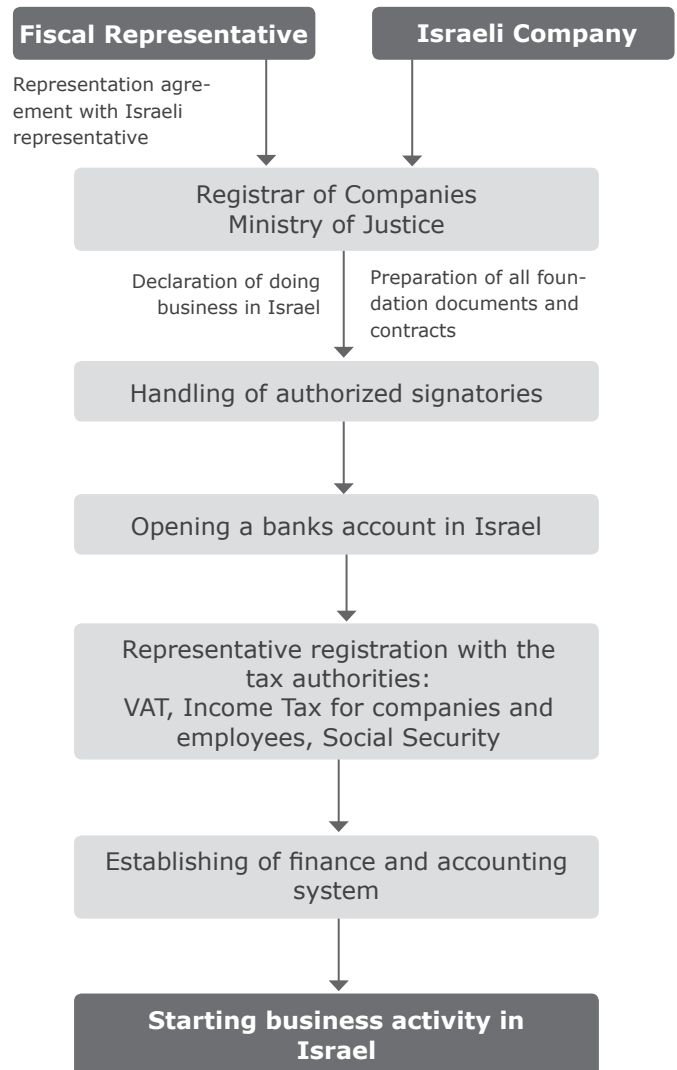 Fiscal Representative
Israeli Company
Representation agre-
ement with Israeli
representative
Registrar of Companies
Ministry of Justice
Declaration of doing
business in Israel
Preparation of all foun-
dation documents and
contracts
Handling of authorized signatories
Opening a banks account in Israel
Representative registration with the
tax authorities:
VAT, Income Tax for companies and
employees, Social Security
Establishing of finance and accounting
system
Starting business activity in
Israel